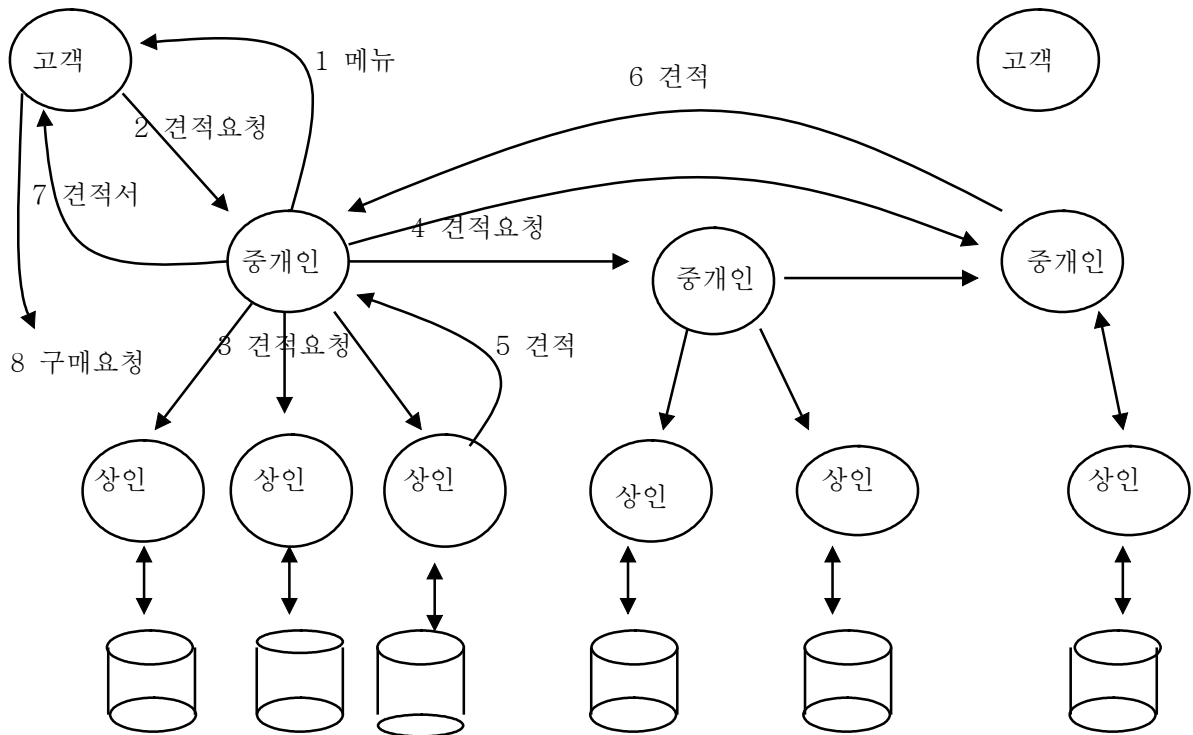 고객
1 메뉴
6 견적
고객
2 견적요청
7 견적서
4 견적요청
중개인
중개인
중개인
3 견적요청
5 견적
8 구매요청
상인
상인
상인
상인
상인
상인